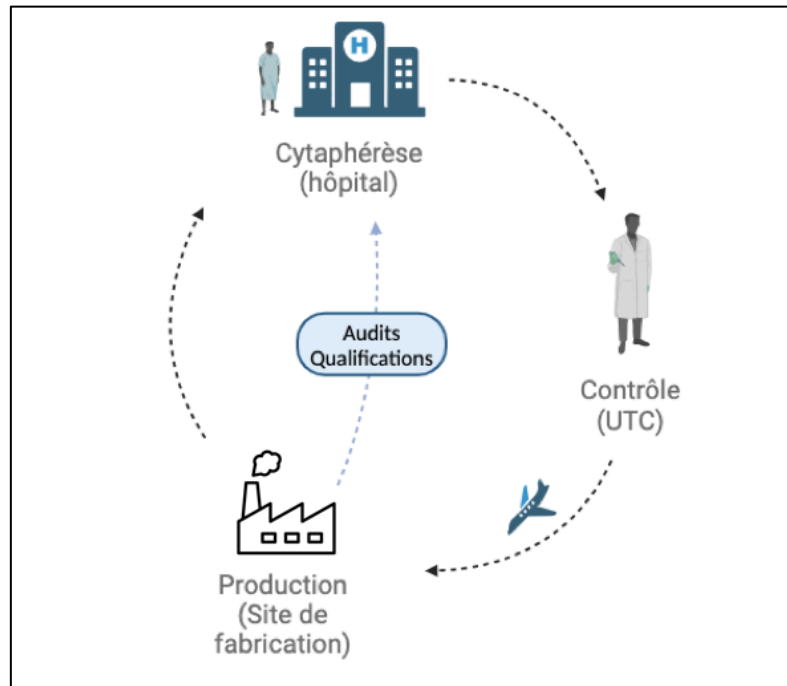 H
Cytaphérèse
(hôpital)
Audits
Qualifications
Contrôle
(UTC)
Production
(Site de
fabrication)